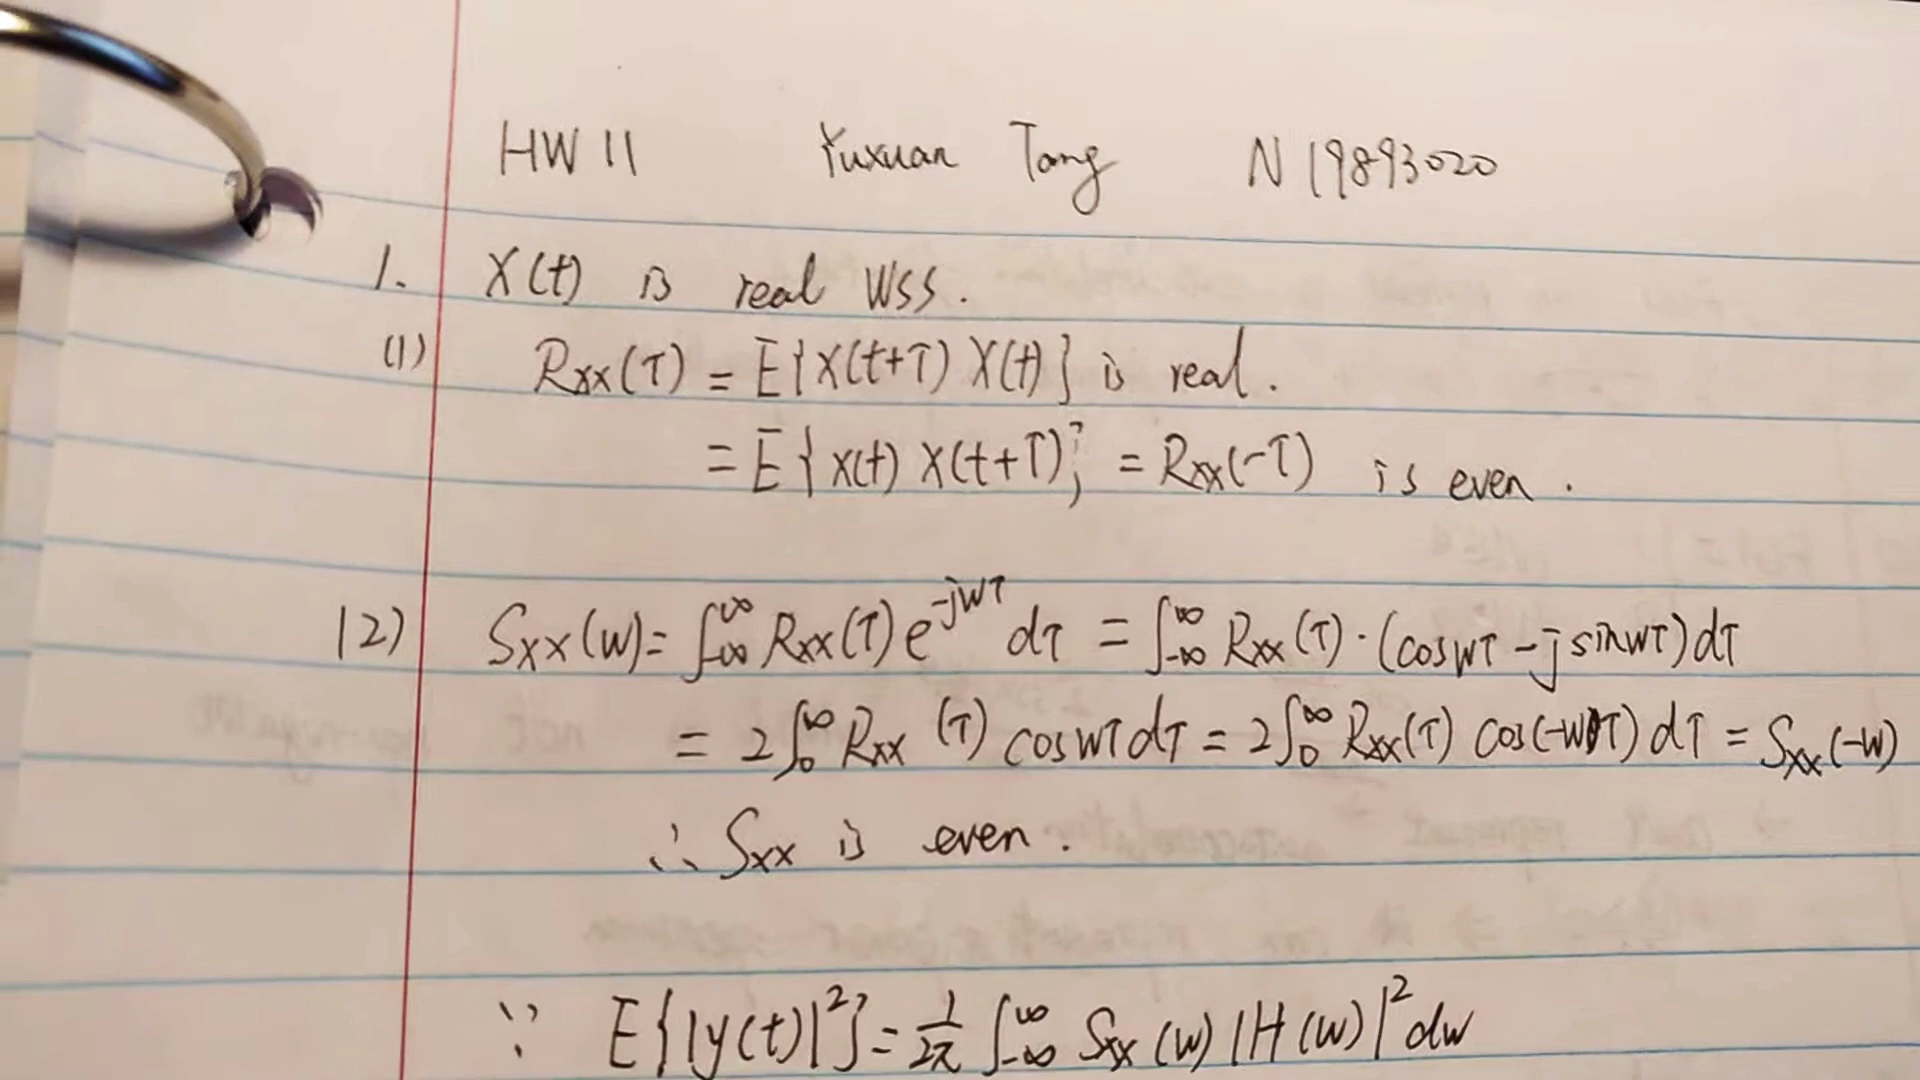 HW 11 Yuxuan Tang N19893020
1. X(t) is real WSS.
(1) Rxx(τ) = E{X(t+τ) X(t)} is real.
= E{X(t) X(t+τ)} = Rxx(-τ) is even.
(2) Sxx(w) = ∫_{-∞}^{∞} Rxx(τ) e^{-jwτ} dτ = ∫_{-∞}^{∞} Rxx(τ)·(coswτ - j sinwτ) dτ
= 2∫_0^∞ Rxx (τ) coswτ dτ = 2∫_0^∞ Rxx(τ) cos(-wτ) dτ = Sxx(-w)
∴ Sxx is even.
∵ E{|y(t)|²} = 1/2π ∫_{-∞}^{∞} Sxx(w) |H(w)|² dw